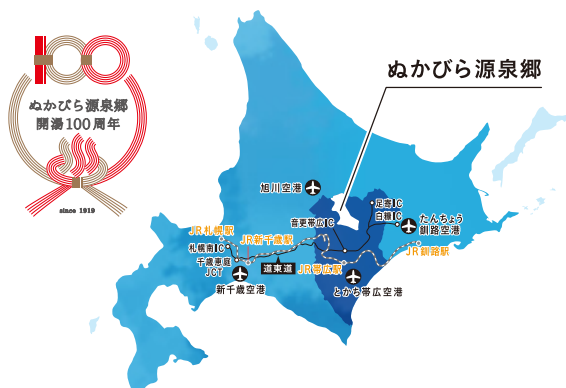 100
ぬかびら源泉郷
開湯100周年
since 1919
ぬかびら源泉郷
旭川空港
足寄IC
白糠IC
たんちょう
釧路空港
音更帯広IC
JR札幌駅
JR新千歳駅
JR釧路駅
札幌南IC
千歳恵庭
JCT
道東道
JR帯広駅
新千歳空港
とかち帯広空港